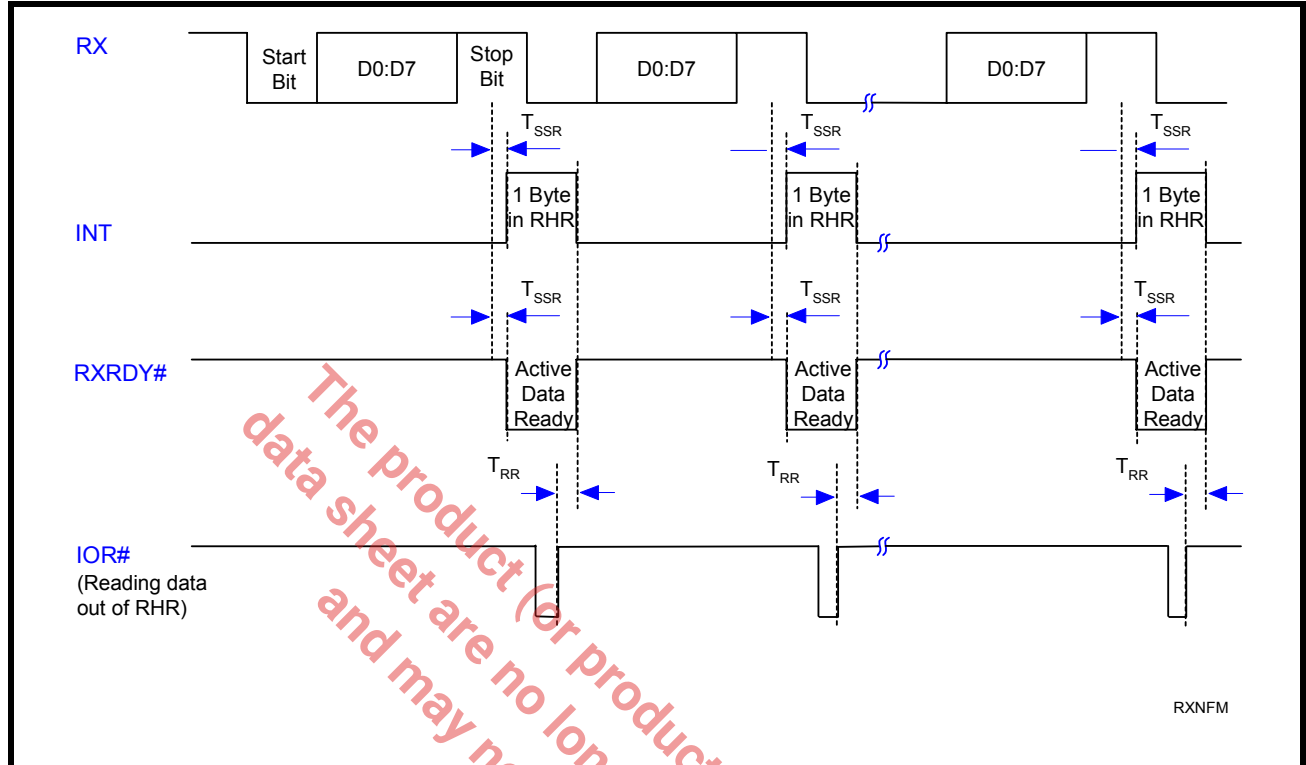 RX
Start
Bit
D0:D7
Stop
Bit
D0:D7
D0:D7
TSSR
TSSR
TSSR
INT
1 Byte
in RHR
1 Byte
in RHR
1 Byte
in RHR
TSSR
TSSR
TSSR
RXRDY#
Active
Data
Ready
Active
Data
Ready
Active
Data
Ready
TRR
TRR
TRR
IOR#
(Reading data
out of RHR)
The product (or product
data sheet are no lon
and may n
RXNFM